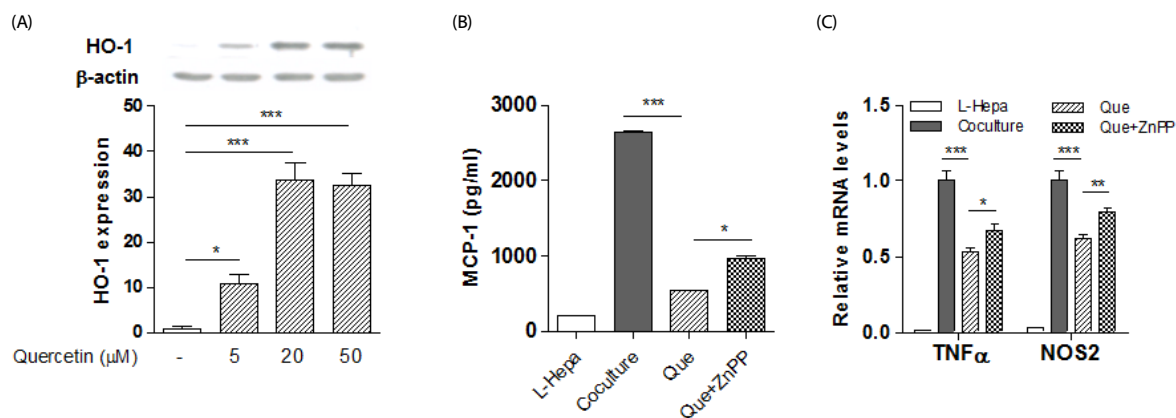 (A)
HO-1
β-actin
***
***
*
HO-1 expression
50
40
30
20
10
0
Quercetin (μM) - 5 20 50
(B)
MCP-1 (pg/ml)
3000
2000
1000
0
***
*
L-Hepa
Coculture
Que
Que+ZnPP
(C)
Relative mRNA levels
1.5
1.0
0.5
0.0
L-Hepa
Coculture
Que
Que+ZnPP
*** ***
* **
TNFα NOS2